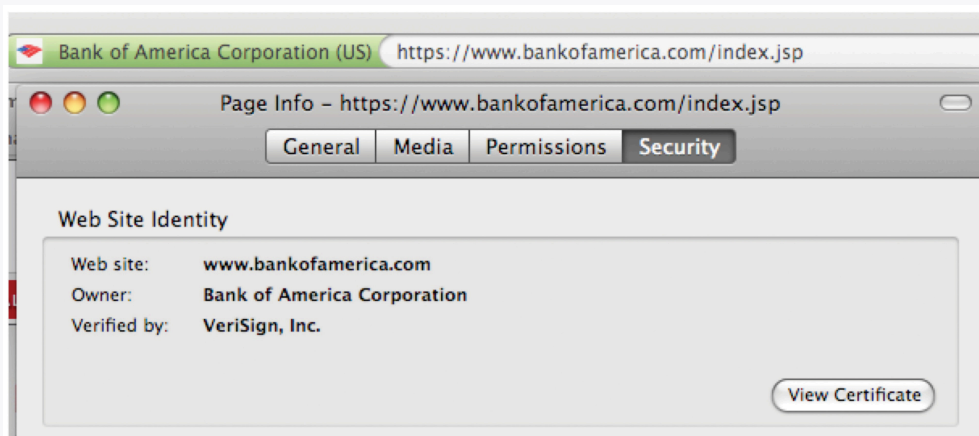 Bank of America Corporation (US) https://www.bankofamerica.com/index.jsp
Page Info – https://www.bankofamerica.com/index.jsp
General Media Permissions Security
Web Site Identity
Web site: www.bankofamerica.com
Owner: Bank of America Corporation
Verified by: VeriSign, Inc.
View Certificate